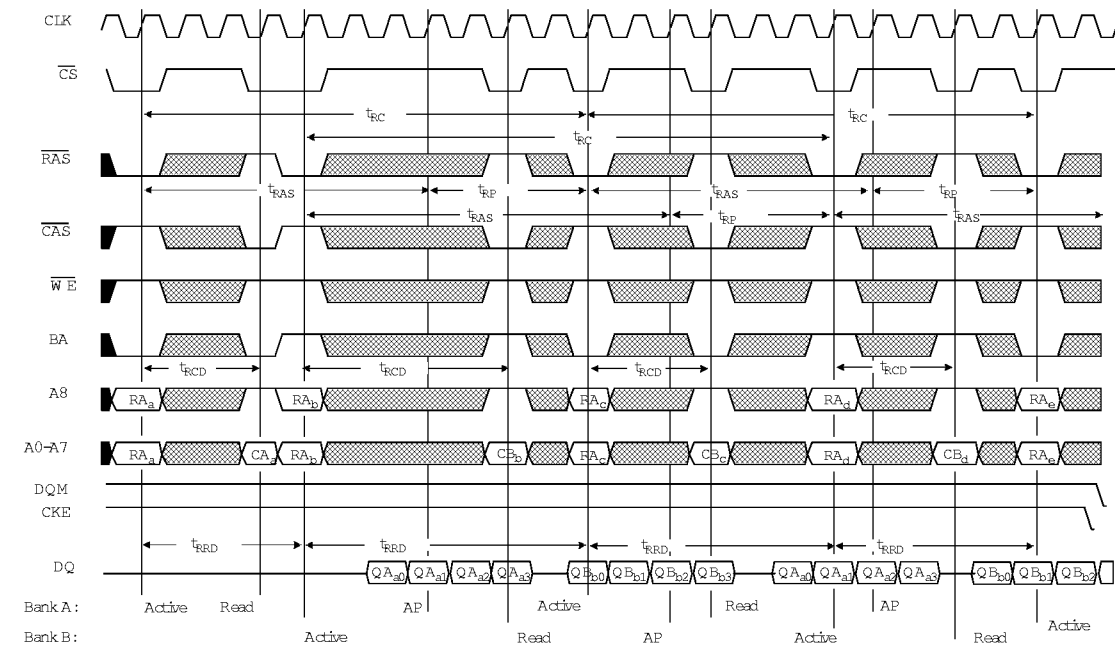 CLK
CS
tRC tRC
tRC
RAS
tRAS tRP tRAS tRP
tRAS tRP tRAS
CAS
W E
BA
tRCD tRCD tRCD tRCD
A8 RAa RAb RAc RAd RAe
A0-A7 RAa CAa RAb CBb RAc CBc RAd CBd RAe
DQM
CKE
tRRD tRRD tRRD tRRD
DQ QAa0 QAa1 QAa2 QAa3 QBb0 QBb1 QBb2 QBb3 QAa0 QAa1 QAa2 QAa3 QBb0 QBb1 QBb2
Bank A : Active Read AP Active Read AP Active
Bank B : Active Read AP Active Read